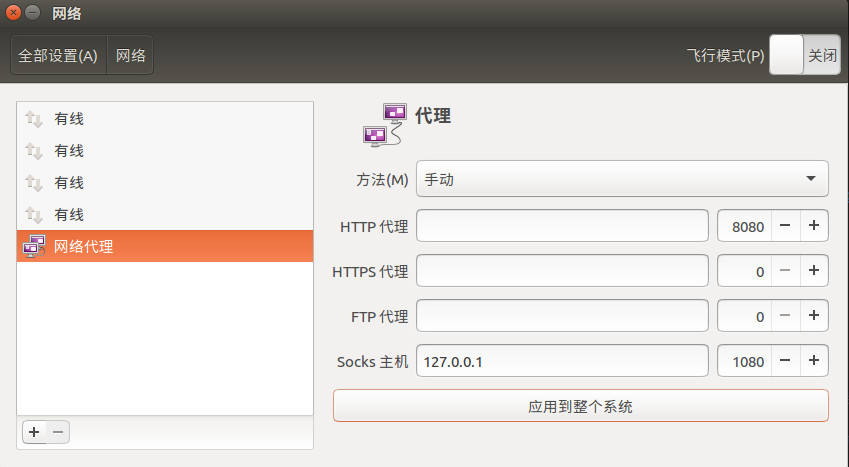 网络
全部设置(A) 网络 飞行模式(P) 关闭
有线
有线
有线
有线
网络代理
代理
方法(M) 手动
HTTP 代理 8080 − +
HTTPS 代理 0 − +
FTP 代理 0 − +
Socks 主机 127.0.0.1 1080 − +
应用到整个系统
+ −